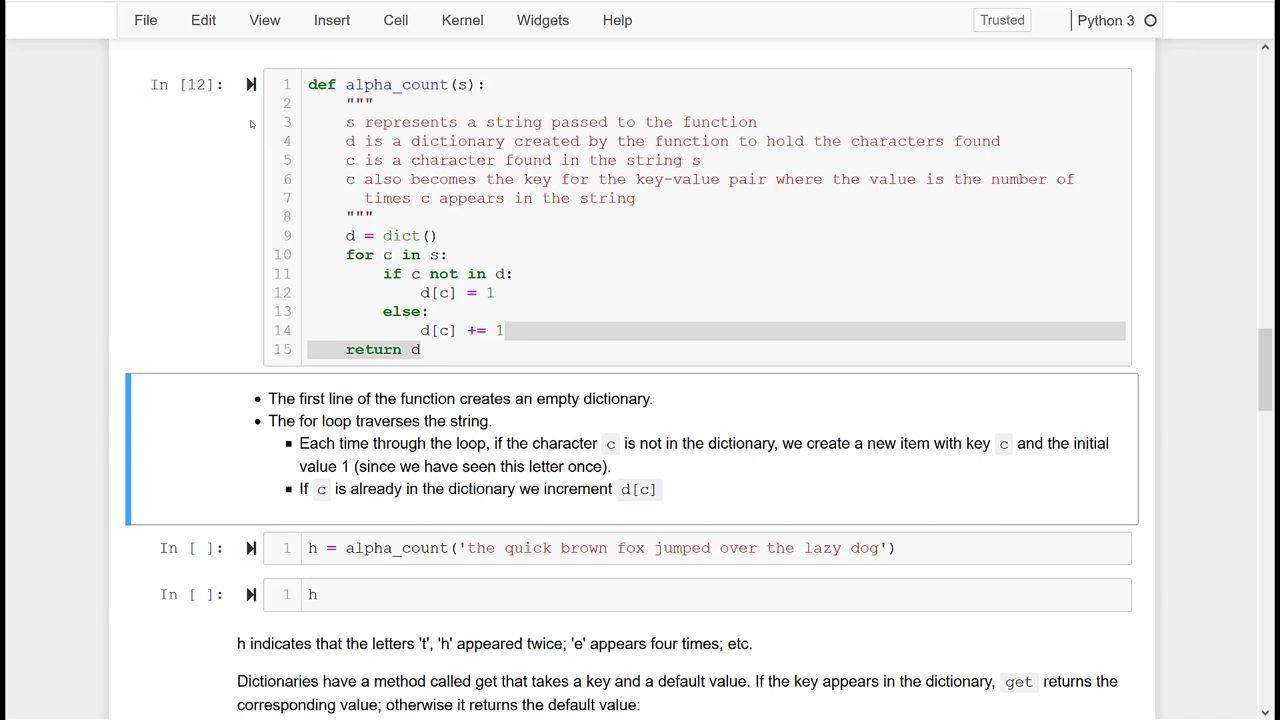 File Edit View Insert Cell Kernel Widgets Help Trusted Python 3
In [12]: 1 def alpha_count(s):
2 """
3 s represents a string passed to the function
4 d is a dictionary created by the function to hold the characters found
5 c is a character found in the string s
6 c also becomes the key for the key-value pair where the value is the number of
7 times c appears in the string
8 """
9 d = dict()
10 for c in s:
11 if c not in d:
12 d[c] = 1
13 else:
14 d[c] += 1
15 return d
• The first line of the function creates an empty dictionary.
• The for loop traverses the string.
▪ Each time through the loop, if the character c is not in the dictionary, we create a new item with key c and the initial
value 1 (since we have seen this letter once).
▪ If c is already in the dictionary we increment d[c]
In [ ]: 1 h = alpha_count('the quick brown fox jumped over the lazy dog')
In [ ]: 1 h
h indicates that the letters 't', 'h' appeared twice; 'e' appears four times; etc.
Dictionaries have a method called get that takes a key and a default value. If the key appears in the dictionary, get returns the
corresponding value; otherwise it returns the default value: